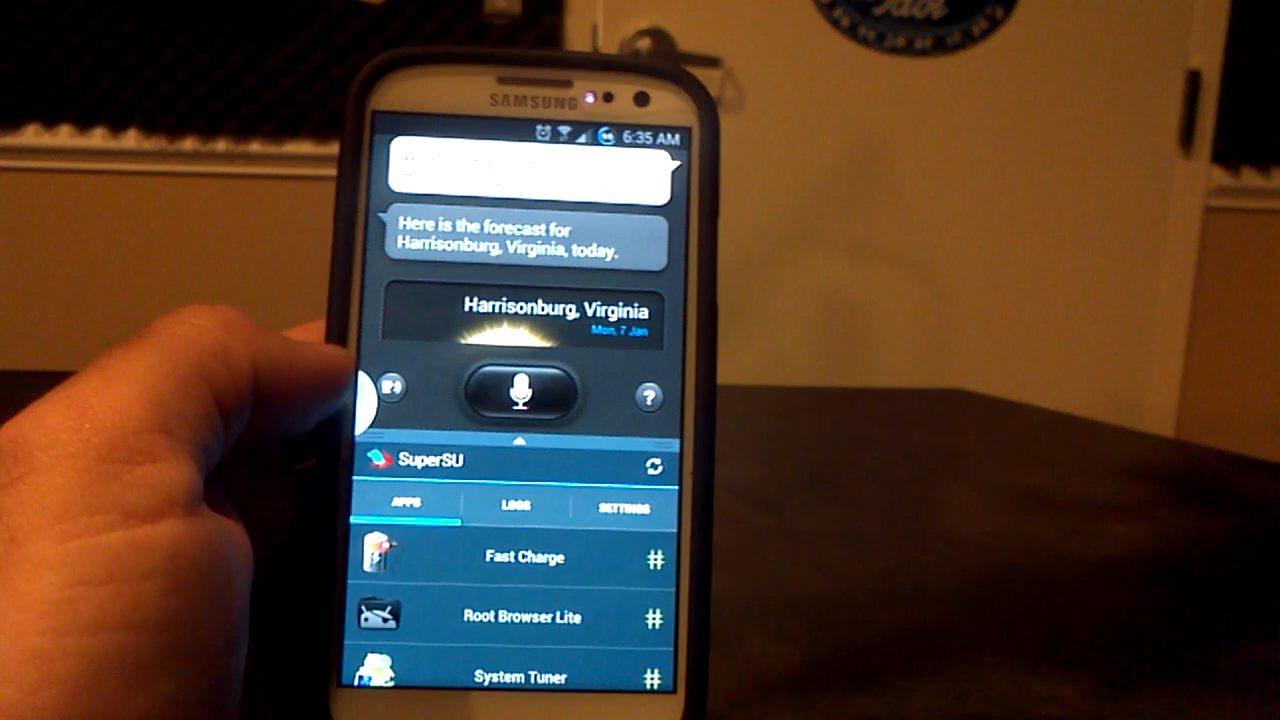 Idol
SAMSUNG
6:35 AM
Here is the forecast for
Harrisonburg, Virginia, today.
Harrisonburg, Virginia
Mon, 7 Jan
?
SuperSU
APPS LOGS SETTINGS
Fast Charge #
Root Browser Lite #
System Tuner #